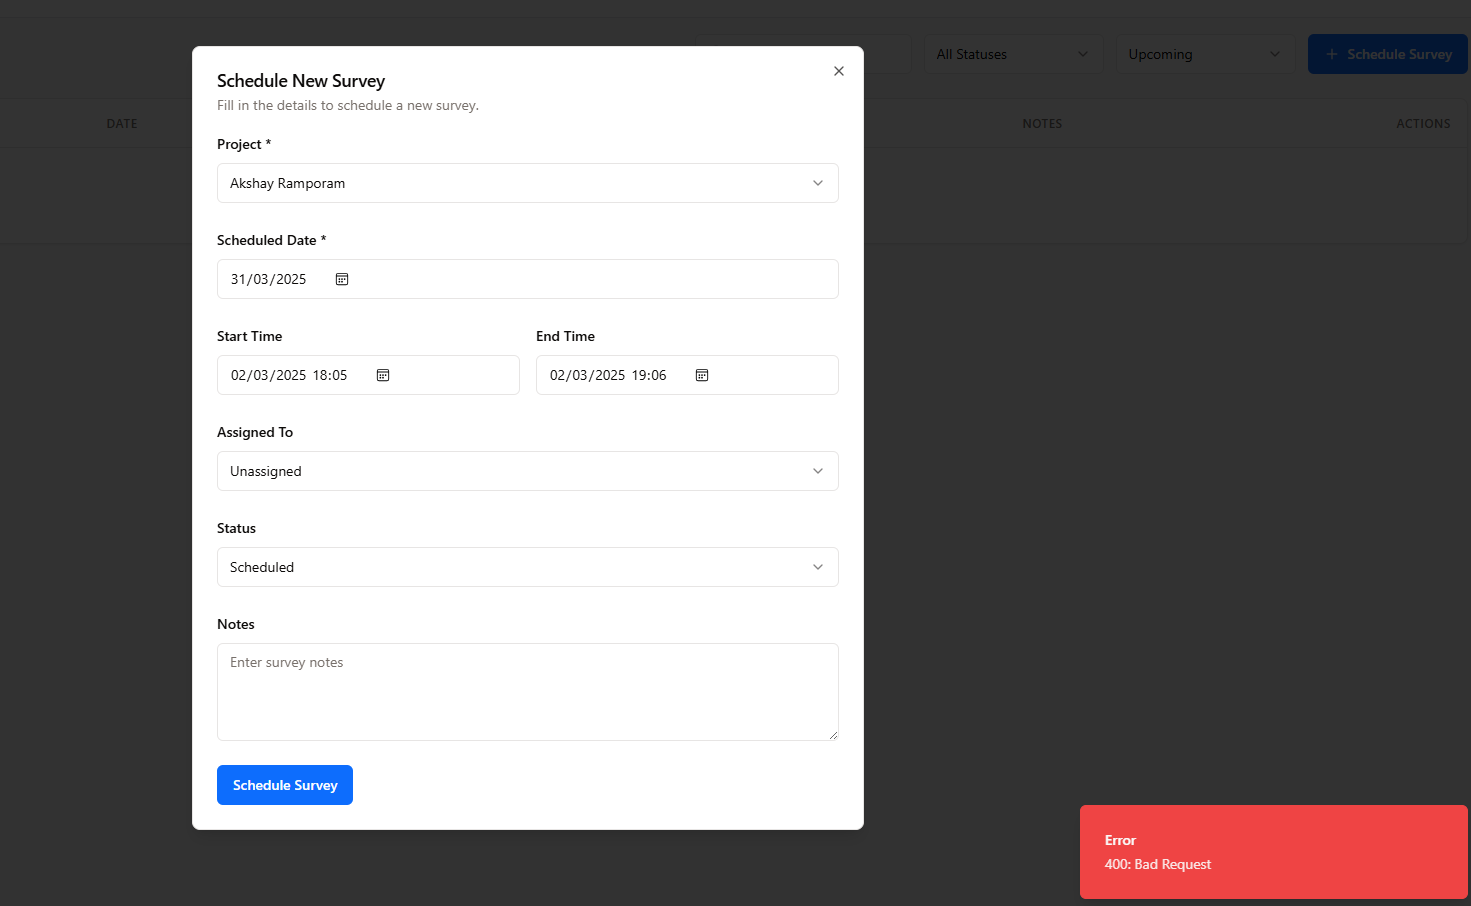 All Statuses
Upcoming
+ Schedule Survey
DATE
NOTES
ACTIONS
Schedule New Survey
Fill in the details to schedule a new survey.
Project *
Akshay Ramporam
Scheduled Date *
31/03/2025
Start Time
End Time
02/03/2025 18:05
02/03/2025 19:06
Assigned To
Unassigned
Status
Scheduled
Notes
Enter survey notes
Schedule Survey
Error
400: Bad Request